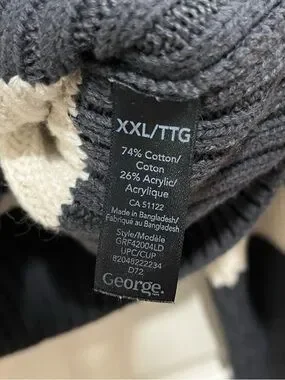 XXL/TTG
74% Cotton/
Coton
26% Acrylic/
Acrylique
CA 51122
Made in Bangladesh/
Fabriqué au Bangladesh
Style/Modèle
GRF42004LD
UPC/CUP
82045222234
D72
George.